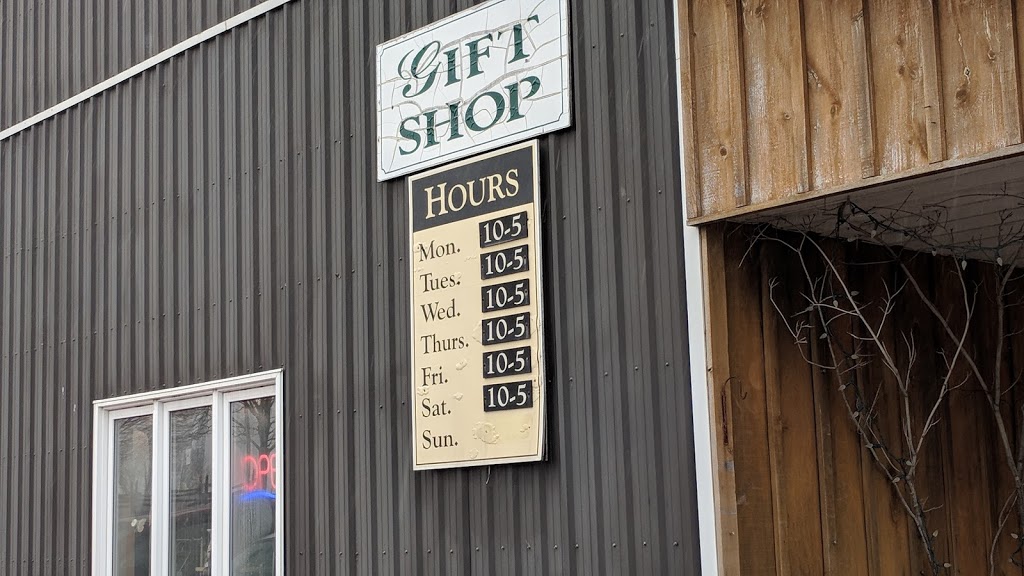 Gift
Shop
Hours
Mon. 10-5
Tues. 10-5
Wed. 10-5
Thurs. 10-5
Fri. 10-5
Sat. 10-5
Sun.